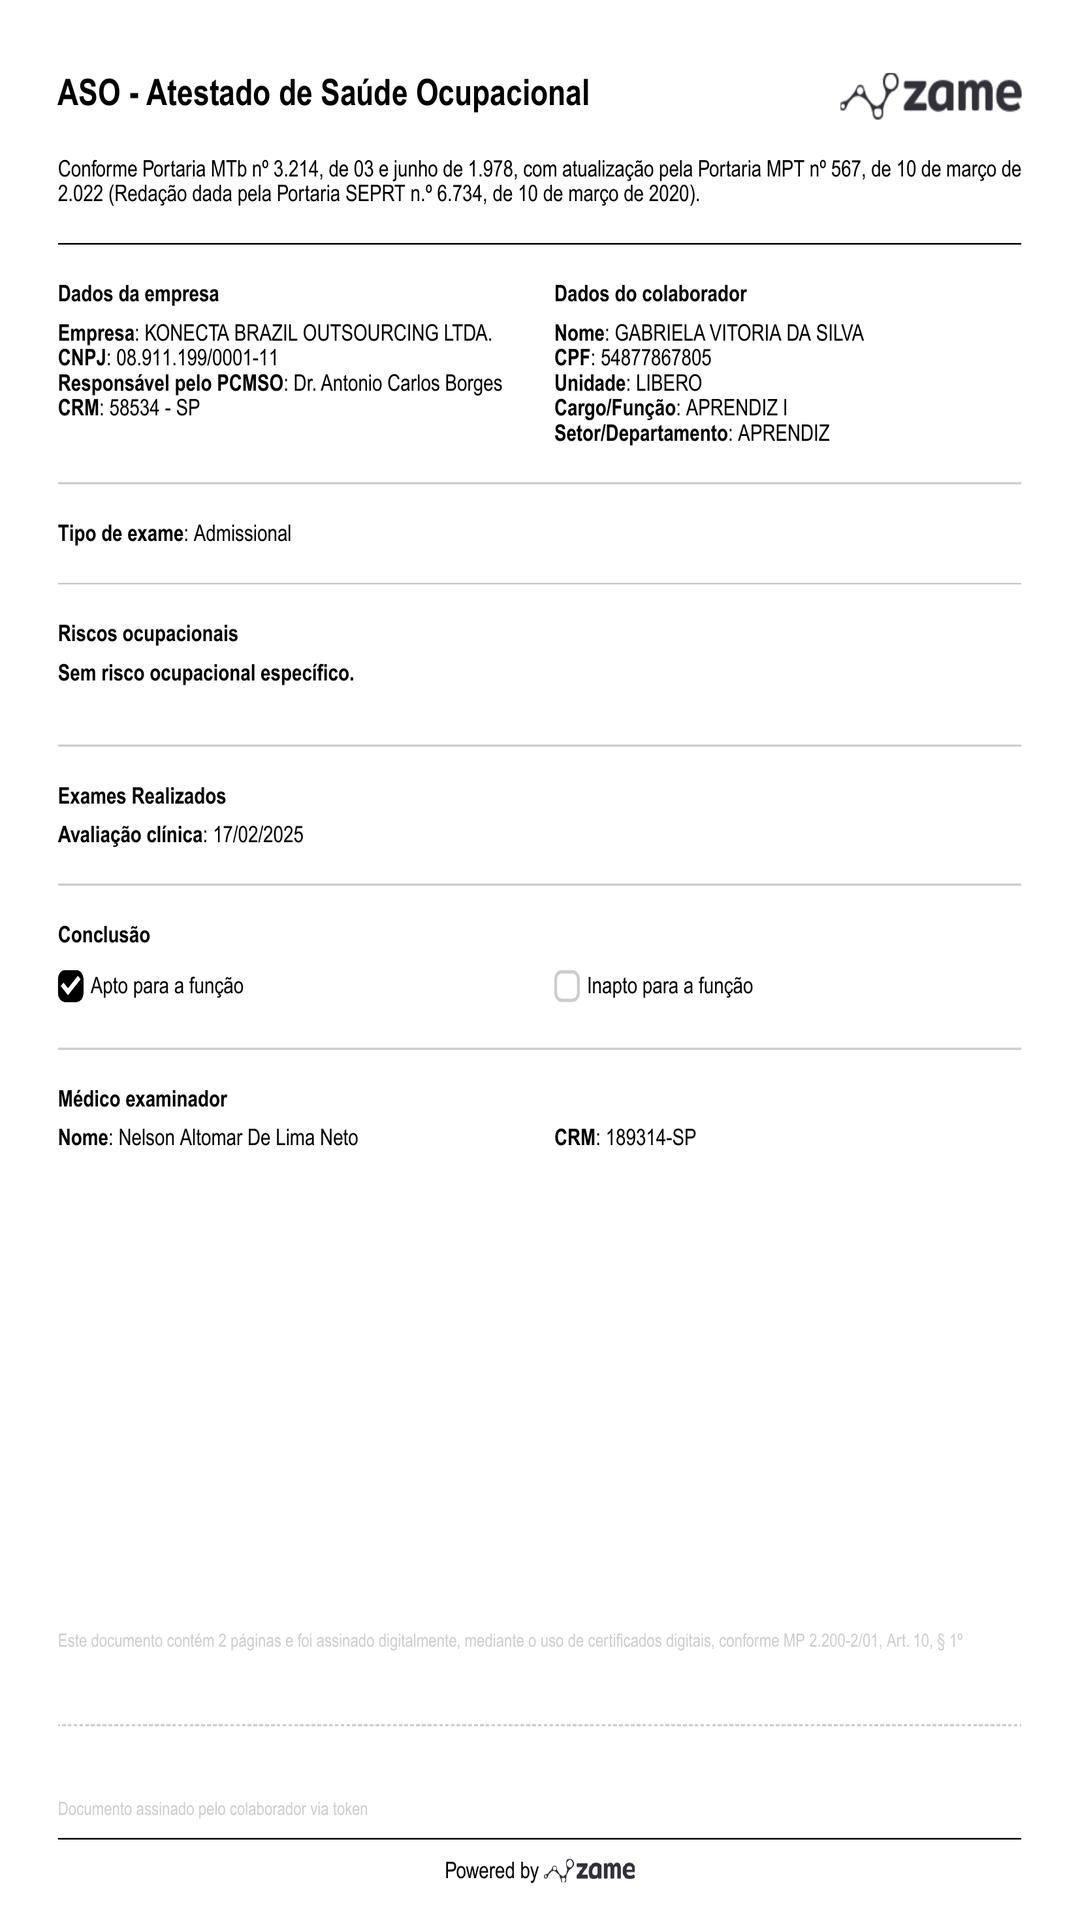 ASO - Atestado de Saúde Ocupacional
zame
Conforme Portaria MTb nº 3.214, de 03 e junho de 1.978, com atualização pela Portaria MPT nº 567, de 10 de março de
2.022 (Redação dada pela Portaria SEPRT n.º 6.734, de 10 de março de 2020).
Dados da empresa
Empresa: KONECTA BRAZIL OUTSOURCING LTDA.
CNPJ: 08.911.199/0001-11
Responsável pelo PCMSO: Dr. Antonio Carlos Borges
CRM: 58534 - SP
Dados do colaborador
Nome: GABRIELA VITORIA DA SILVA
CPF: 54877867805
Unidade: LIBERO
Cargo/Função: APRENDIZ I
Setor/Departamento: APRENDIZ
Tipo de exame: Admissional
Riscos ocupacionais
Sem risco ocupacional específico.
Exames Realizados
Avaliação clínica: 17/02/2025
Conclusão
Apto para a função
Inapto para a função
Médico examinador
Nome: Nelson Altomar De Lima Neto
CRM: 189314-SP
Este documento contém 2 páginas e foi assinado digitalmente, mediante o uso de certificados digitais, conforme MP 2.200-2/01, Art. 10, § 1º
Documento assinado pelo colaborador via token
Powered by zame